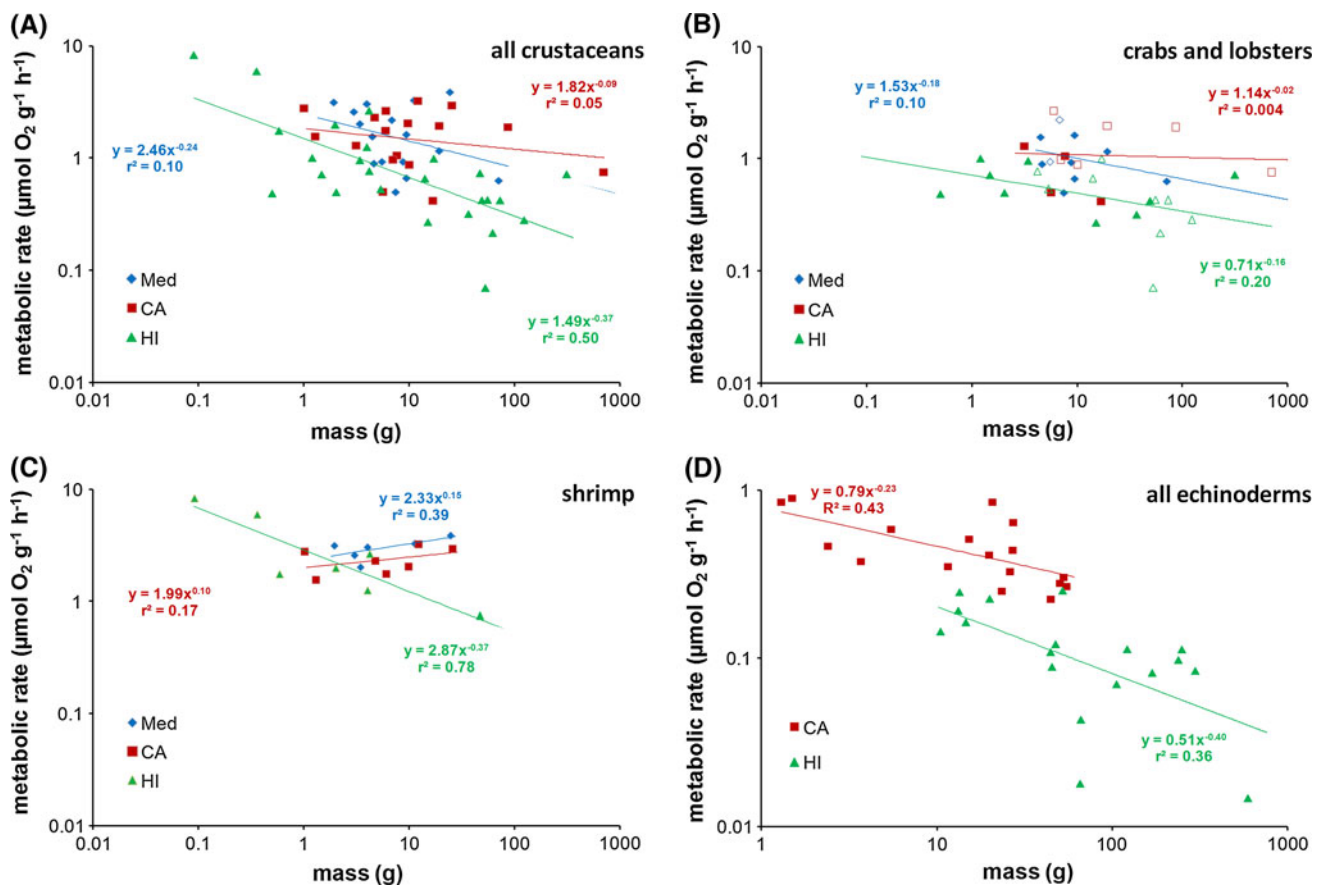 (A)
all crustaceans
metabolic rate (μmol O₂ g⁻¹ h⁻¹)
10
1
0.1
0.01
y = 1.82x⁻⁰·⁰⁹
r² = 0.05
y = 2.46x⁻⁰·²⁴
r² = 0.10
y = 1.49x⁻⁰·³⁷
r² = 0.50
Med
CA
HI
0.01 0.1 1 10 100 1000
mass (g)
(B)
crabs and lobsters
metabolic rate (μmol O₂ g⁻¹ h⁻¹)
10
1
0.1
0.01
y = 1.53x⁻⁰·¹⁸
r² = 0.10
y = 1.14x⁻⁰·⁰²
r² = 0.004
y = 0.71x⁻⁰·¹⁶
r² = 0.20
Med
CA
HI
0.01 0.1 1 10 100 1000
mass (g)
(C)
shrimp
metabolic rate (μmol O₂ g⁻¹ h⁻¹)
10
1
0.1
0.01
y = 2.33x⁰·¹⁵
r² = 0.39
y = 1.99x⁰·¹⁰
r² = 0.17
y = 2.87x⁻⁰·³⁷
r² = 0.78
Med
CA
HI
0.01 0.1 1 10 100 1000
mass (g)
(D)
all echinoderms
metabolic rate (μmol O₂ g⁻¹ h⁻¹)
1
0.1
0.01
y = 0.79x⁻⁰·²³
R² = 0.43
y = 0.51x⁻⁰·⁴⁰
r² = 0.36
CA
HI
1 10 100 1000
mass (g)